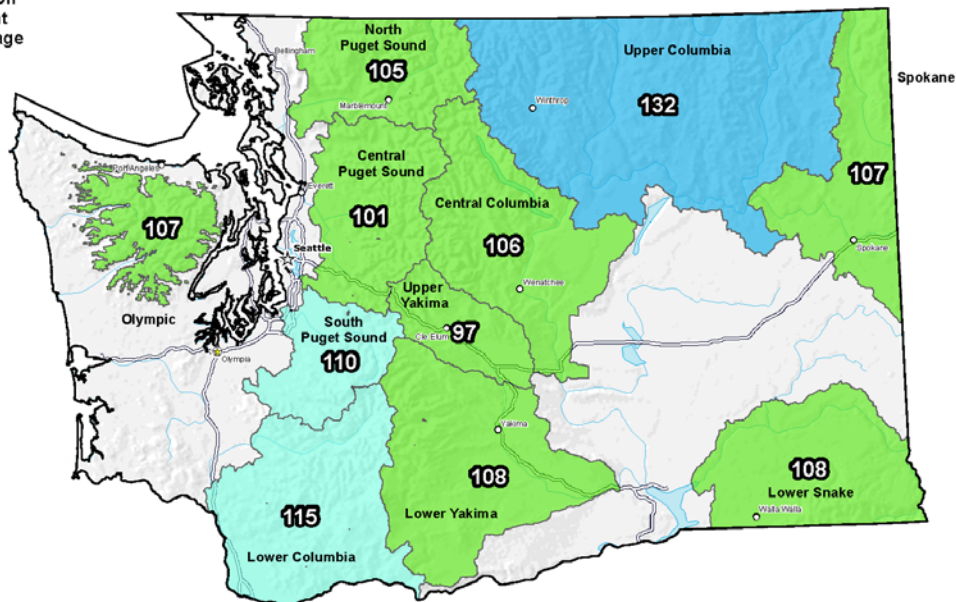 North
Puget Sound
105
Bellingham
Marblemount
Upper Columbia
132
Winthrop
Spokane
107
Spokane
Central
Puget Sound
101
Everett
Seattle
Central Columbia
106
Wenatchee
Port Angeles
107
Olympic
Upper
Yakima
97
Cle Elum
South
Puget Sound
110
Olympia
Yakima
108
Lower Yakima
115
Lower Columbia
108
Lower Snake
Walla Walla